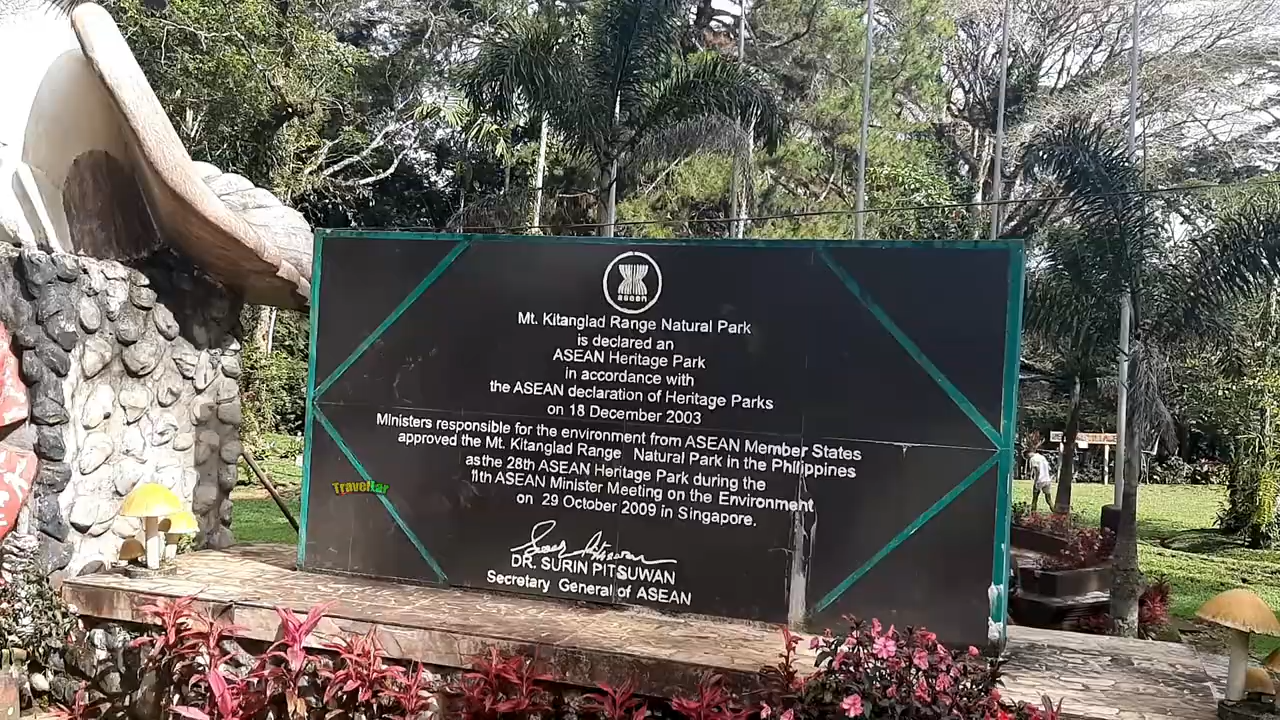 asean
Mt. Kitanglad Range Natural Park
is declared an
ASEAN Heritage Park
in accordance with
the ASEAN declaration of Heritage Parks
on 18 December 2003
Ministers responsible for the environment from ASEAN Member States
approved the Mt. Kitanglad Range Natural Park in the Philippines
asthe 28th ASEAN Heritage Park during the
11th ASEAN Minister Meeting on the Environment
on 29 October 2009 in Singapore.
TravelKar
DR. SURIN PITSUWAN
Secretary General of ASEAN